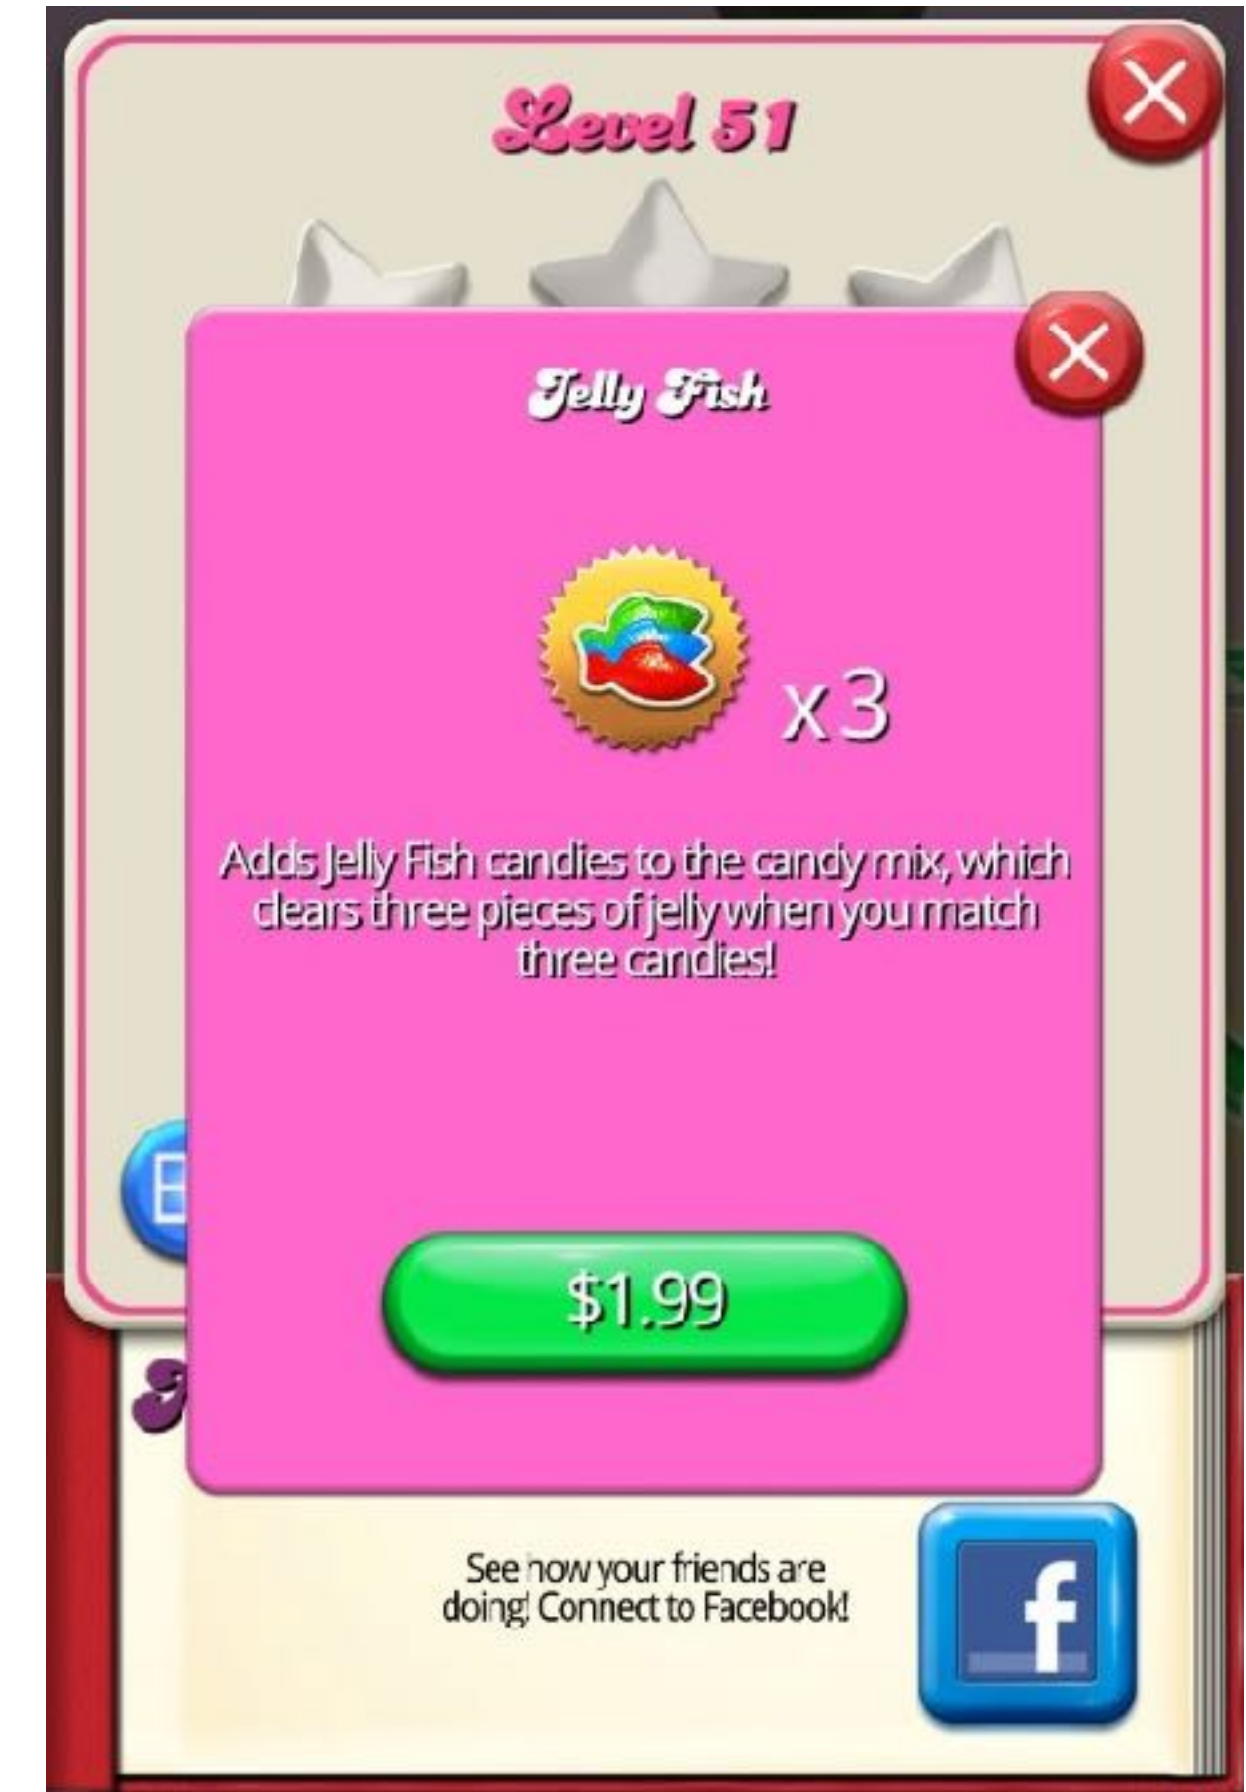 Level 51
Jelly Fish
x3
Adds Jelly Fish candies to the candy mix, which
clears three pieces of jelly when you match
three candies!
$1.99
See how your friends are
doing! Connect to Facebook!
f